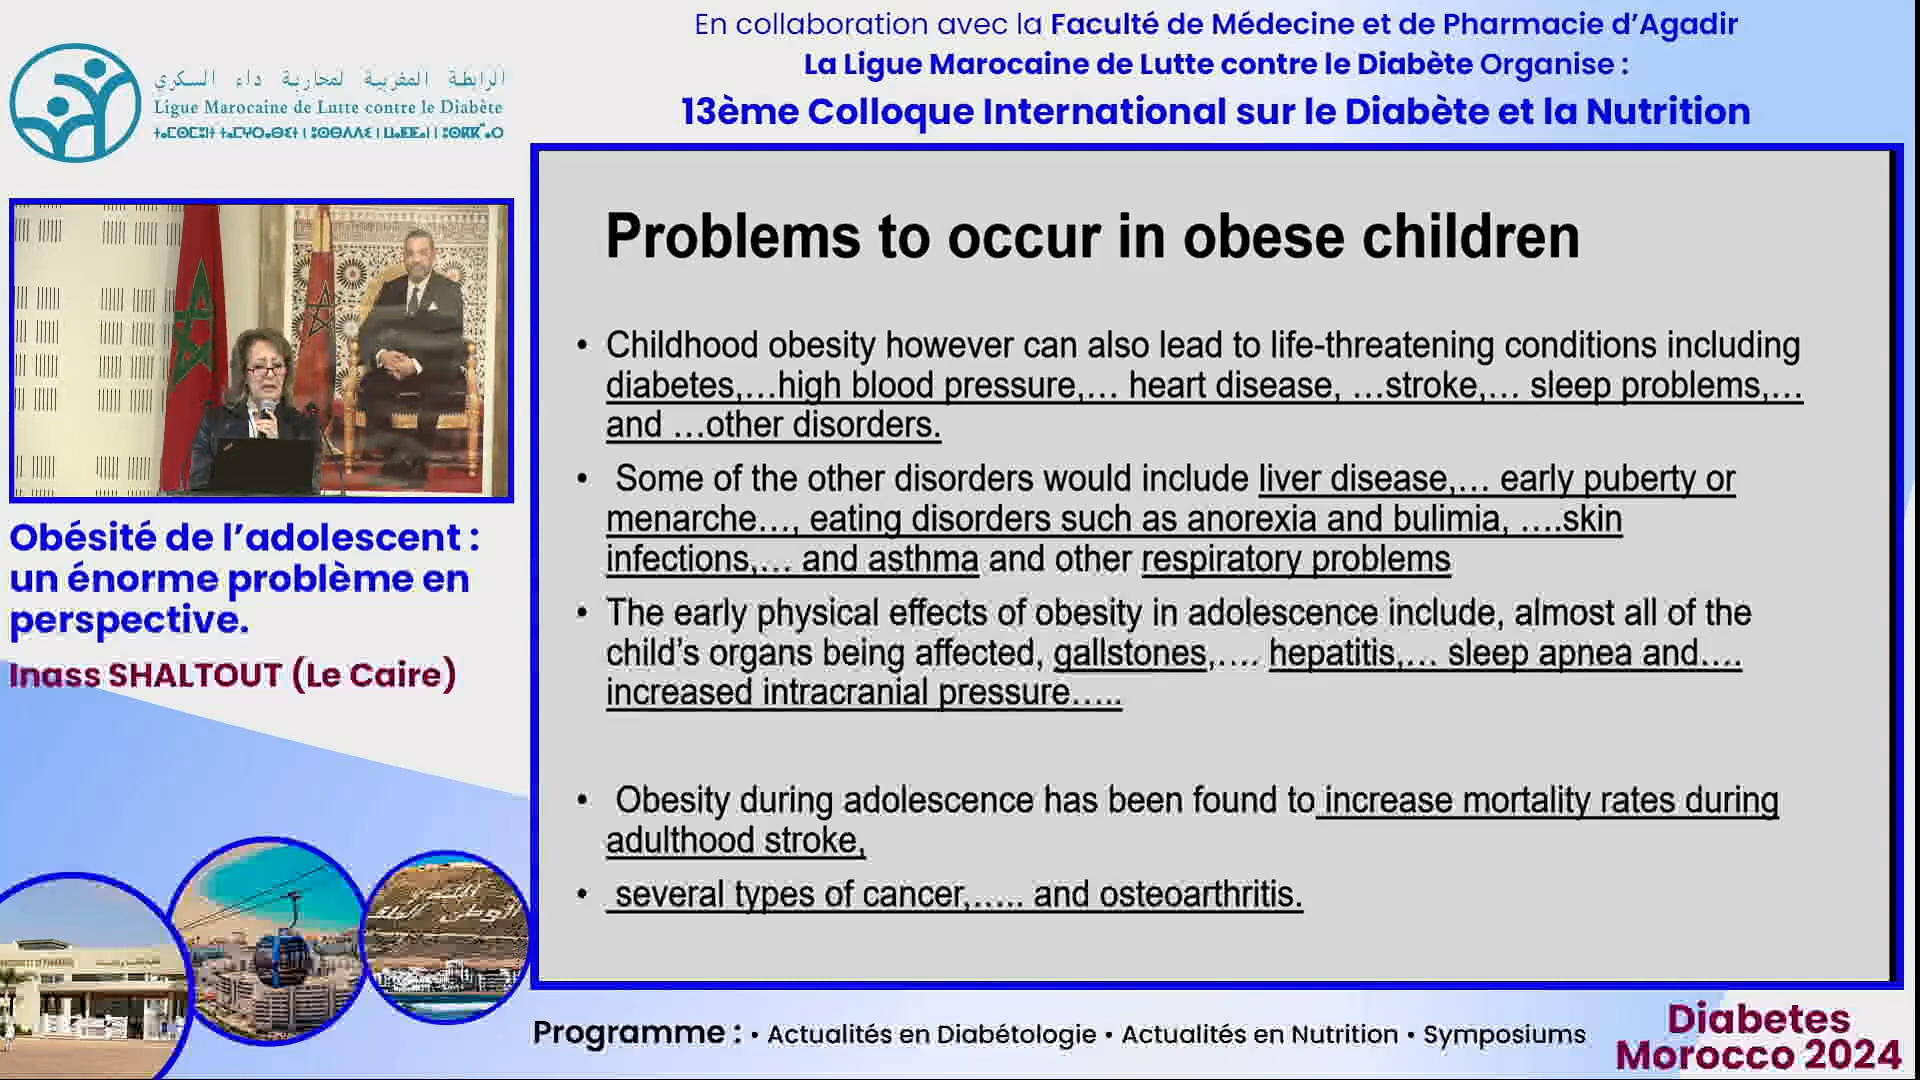 En collaboration avec la Faculté de Médecine et de Pharmacie d’Agadir
La Ligue Marocaine de Lutte contre le Diabète Organise :
13ème Colloque International sur le Diabète et la Nutrition
الرابطة المغربية لمحاربة داء السكري
Ligue Marocaine de Lutte contre le Diabète
Obésité de l’adolescent :
un énorme problème en
perspective.
Inass SHALTOUT (Le Caire)
Problems to occur in obese children
• Childhood obesity however can also lead to life-threatening conditions including
diabetes,…high blood pressure,… heart disease, …stroke,… sleep problems,…
and …other disorders.
• Some of the other disorders would include liver disease,… early puberty or
menarche…, eating disorders such as anorexia and bulimia, ….skin
infections,… and asthma and other respiratory problems
• The early physical effects of obesity in adolescence include, almost all of the
child’s organs being affected, gallstones,…. hepatitis,… sleep apnea and….
increased intracranial pressure…..
• Obesity during adolescence has been found to increase mortality rates during
adulthood stroke,
• several types of cancer,….. and osteoarthritis.
الوطن الملك
Programme : • Actualités en Diabétologie • Actualités en Nutrition • Symposiums
Diabetes
Morocco 2024